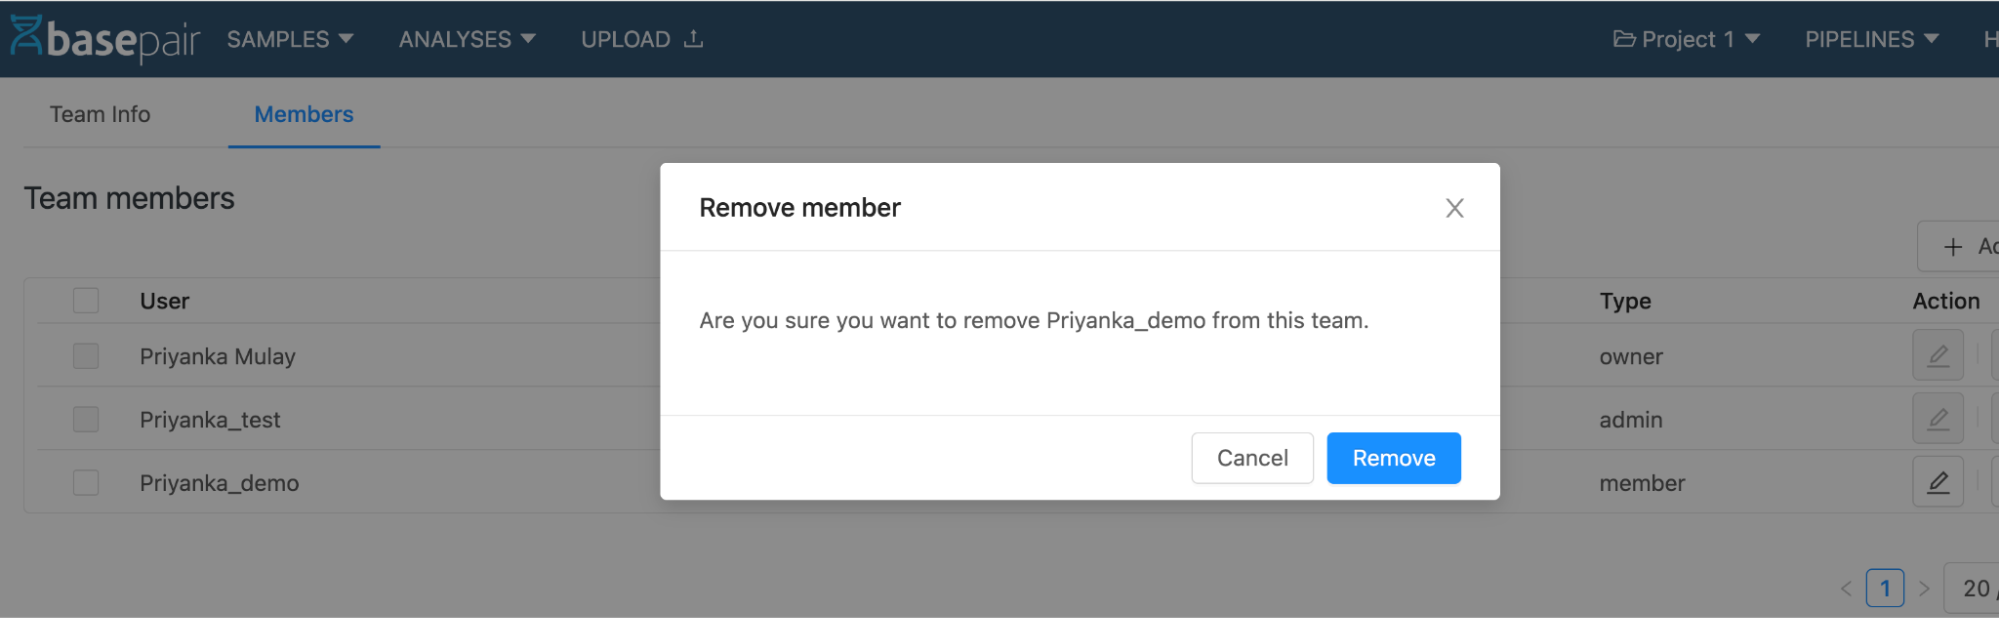 basepair SAMPLES ANALYSES UPLOAD Project 1 PIPELINES
Team Info Members
Team members
Remove member
Are you sure you want to remove Priyanka_demo from this team.
Cancel Remove
User Type Action
Priyanka Mulay owner
Priyanka_test admin
Priyanka_demo member
1 20